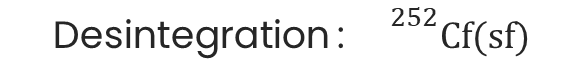 Desintegration : ²⁵²Cf(sf)